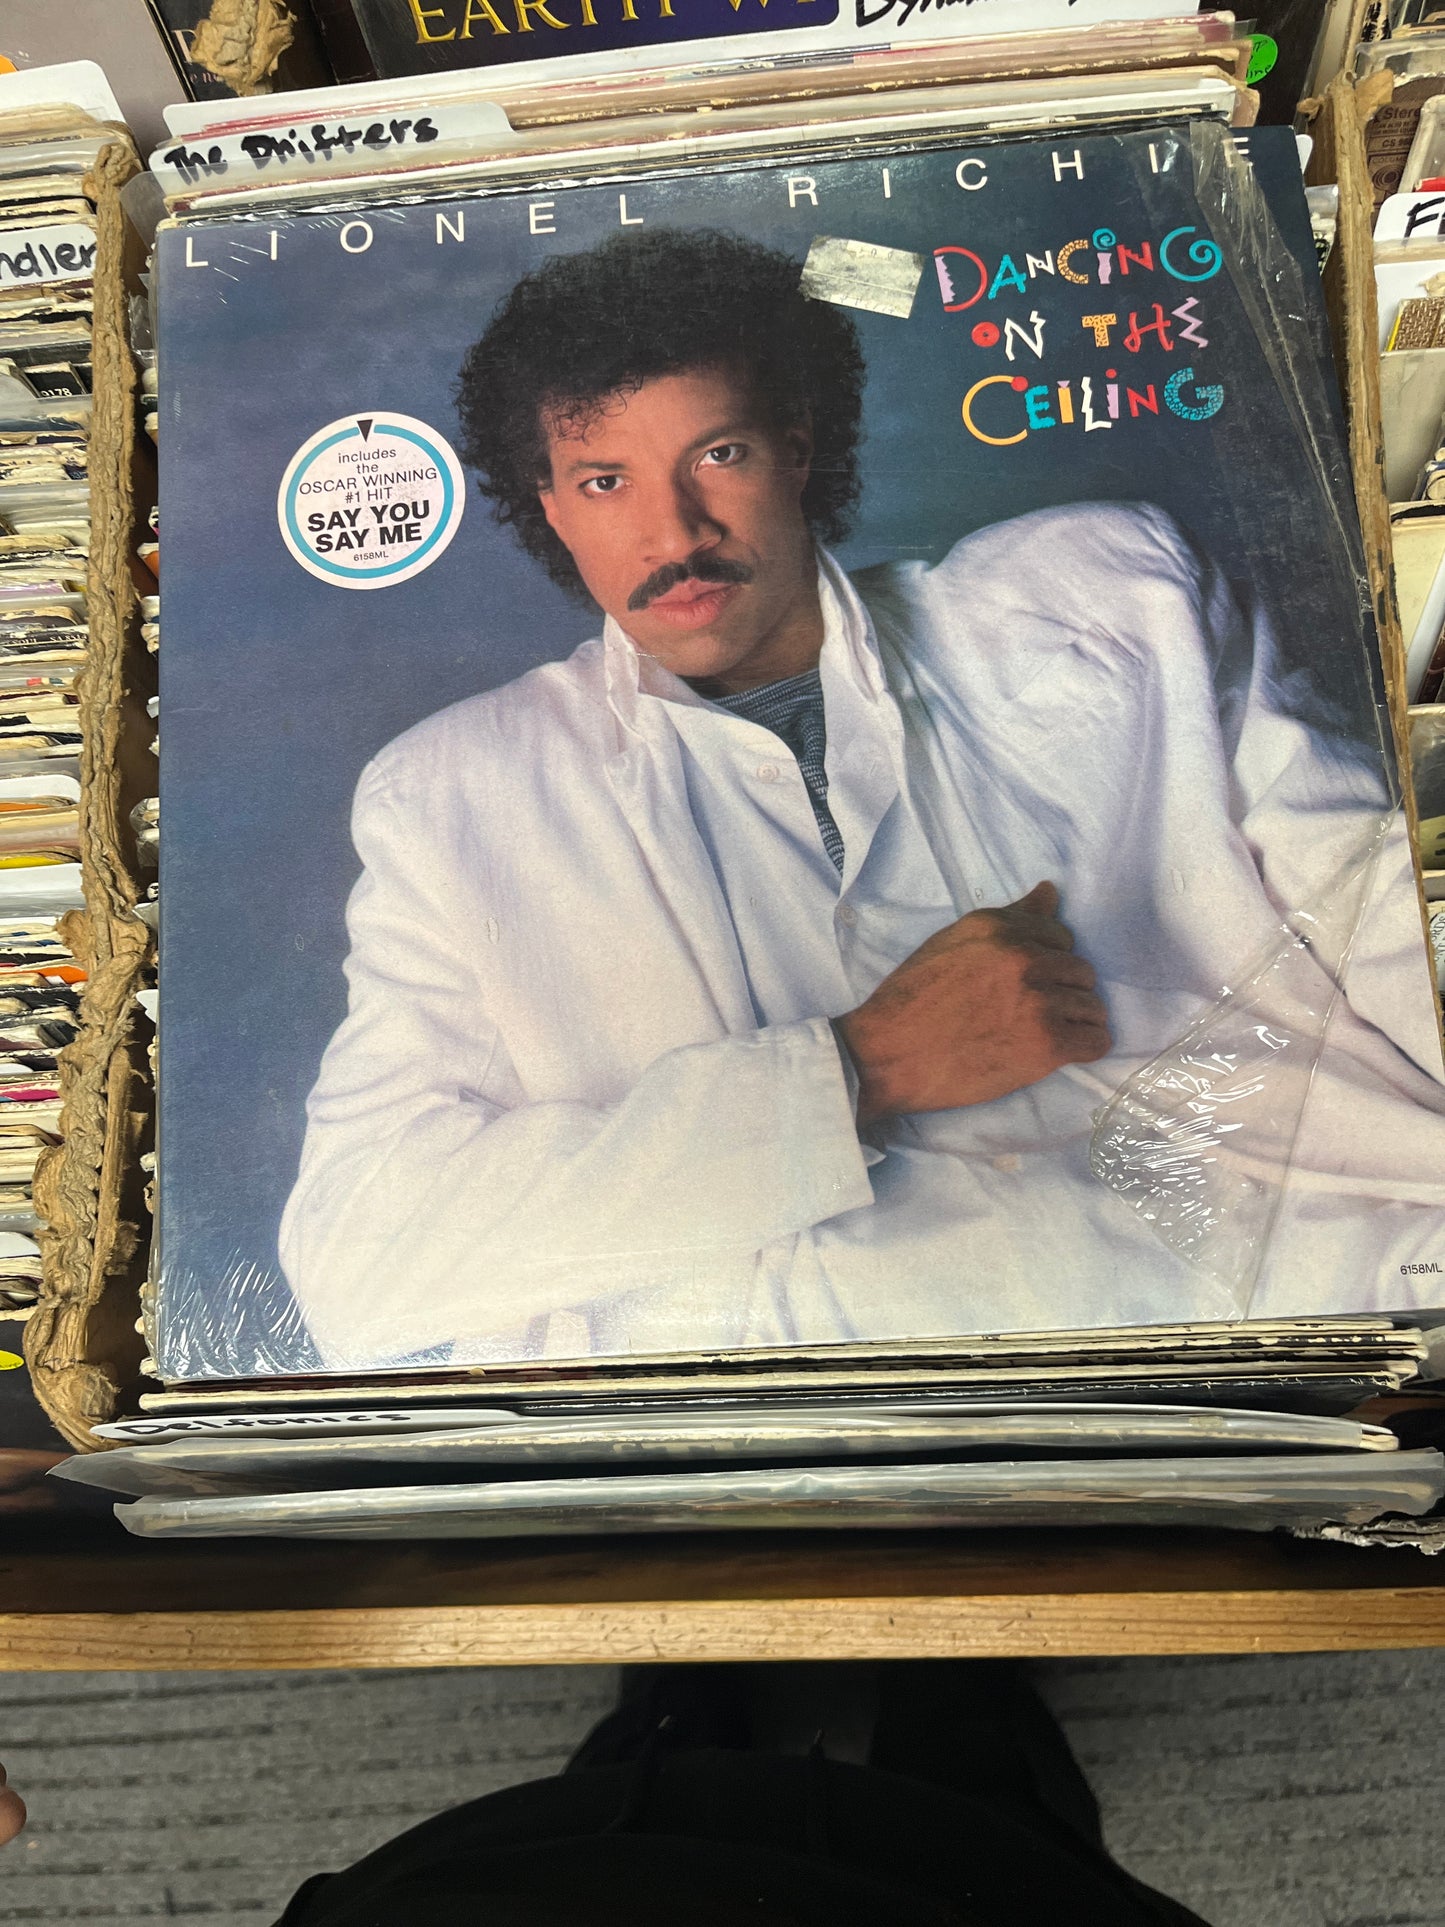 EARTH
The Drifters
ndler
LIONEL RICHIE
DANCING
ON THE
CEILING
includes
the
OSCAR WINNING
#1 HIT
SAY YOU
SAY ME
6158ML
6158ML
Delfonics
Stereo